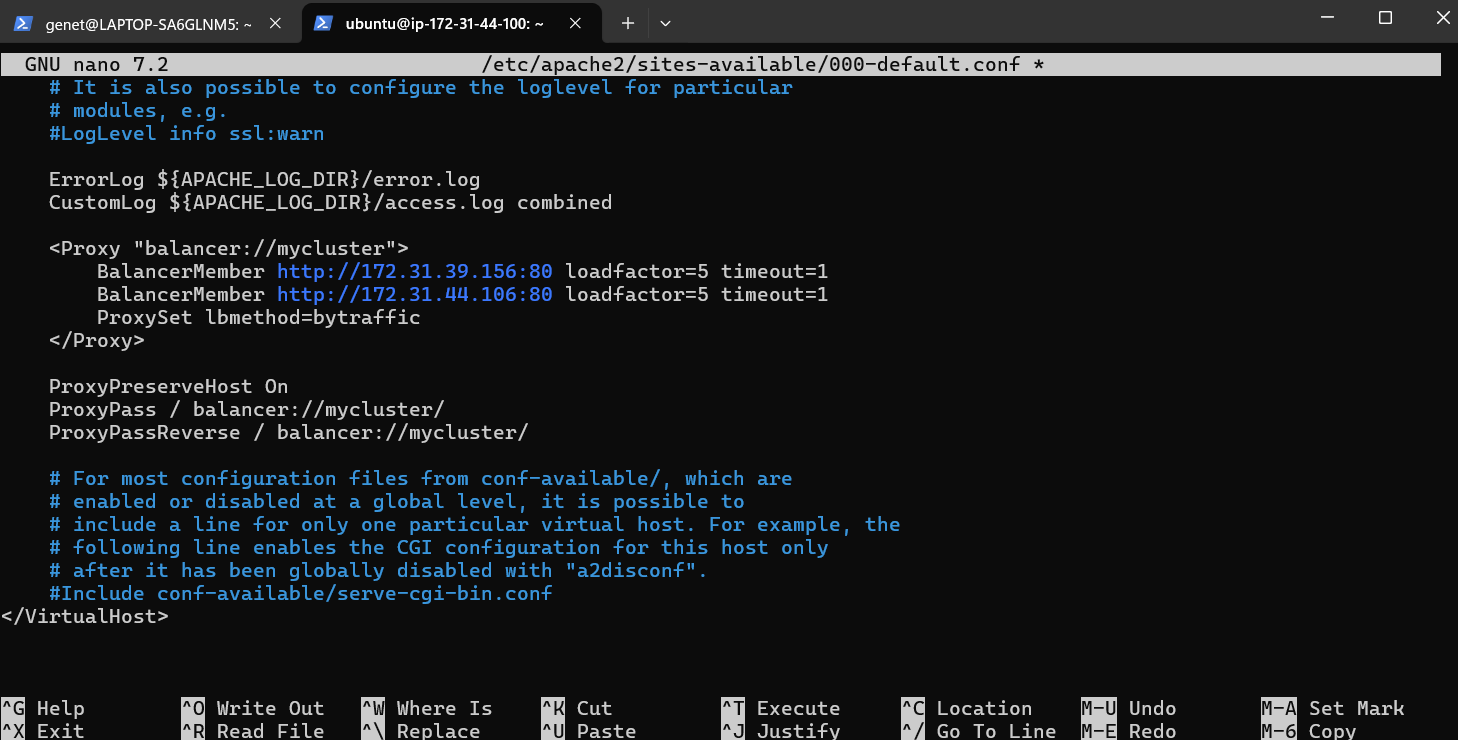 genet@LAPTOP-SA6GLNM5: ~
ubuntu@ip-172-31-44-100: ~
GNU nano 7.2 /etc/apache2/sites-available/000-default.conf *
# It is also possible to configure the loglevel for particular
# modules, e.g.
#LogLevel info ssl:warn
ErrorLog ${APACHE_LOG_DIR}/error.log
CustomLog ${APACHE_LOG_DIR}/access.log combined
<Proxy "balancer://mycluster">
BalancerMember http://172.31.39.156:80 loadfactor=5 timeout=1
BalancerMember http://172.31.44.106:80 loadfactor=5 timeout=1
ProxySet lbmethod=bytraffic
</Proxy>
ProxyPreserveHost On
ProxyPass / balancer://mycluster/
ProxyPassReverse / balancer://mycluster/
# For most configuration files from conf-available/, which are
# enabled or disabled at a global level, it is possible to
# include a line for only one particular virtual host. For example, the
# following line enables the CGI configuration for this host only
# after it has been globally disabled with "a2disconf".
#Include conf-available/serve-cgi-bin.conf
</VirtualHost>
^G Help ^O Write Out ^W Where Is ^K Cut ^T Execute ^C Location M-U Undo M-A Set Mark
^X Exit ^R Read File ^\ Replace ^U Paste ^J Justify ^/ Go To Line M-E Redo M-6 Copy